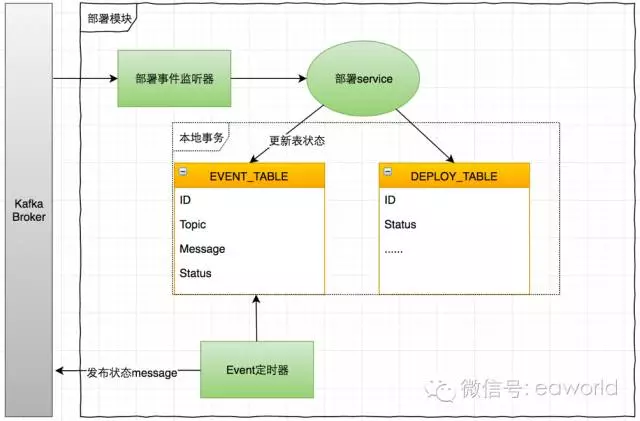 部署模块
部署事件监听器
部署service
本地事务
更新表状态
EVENT_TABLE
ID
Topic
Message
Status
DEPLOY_TABLE
ID
Status
......
Kafka
Broker
Event定时器
发布状态message
微信号: eaworld